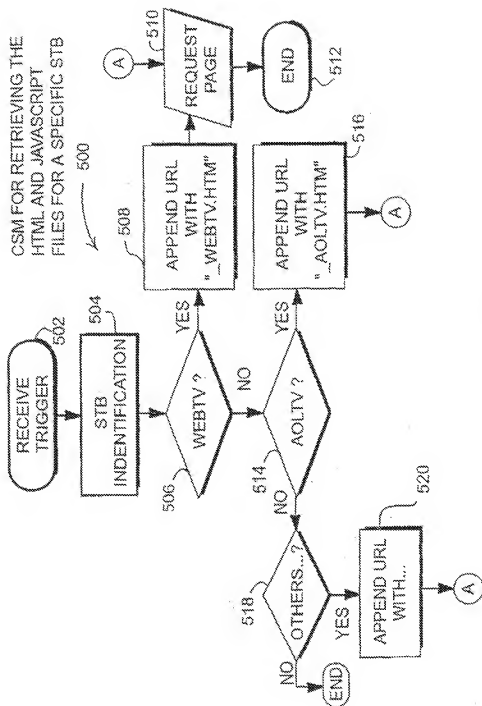 CSM FOR RETRIEVING THE
HTML AND JAVASCRIPT
FILES FOR A SPECIFIC STB
500
RECEIVE
TRIGGER
502
STB
INDENTIFICATION
504
WEBTV ?
506
YES
NO
APPEND URL
WITH
"_WEBTV.HTM"
508
A
REQUEST
PAGE
510
END
512
AOLTV ?
514
YES
NO
APPEND URL
WITH
"_AOLTV.HTM"
516
A
OTHERS...?
518
NO
YES
END
APPEND URL
WITH...
520
A